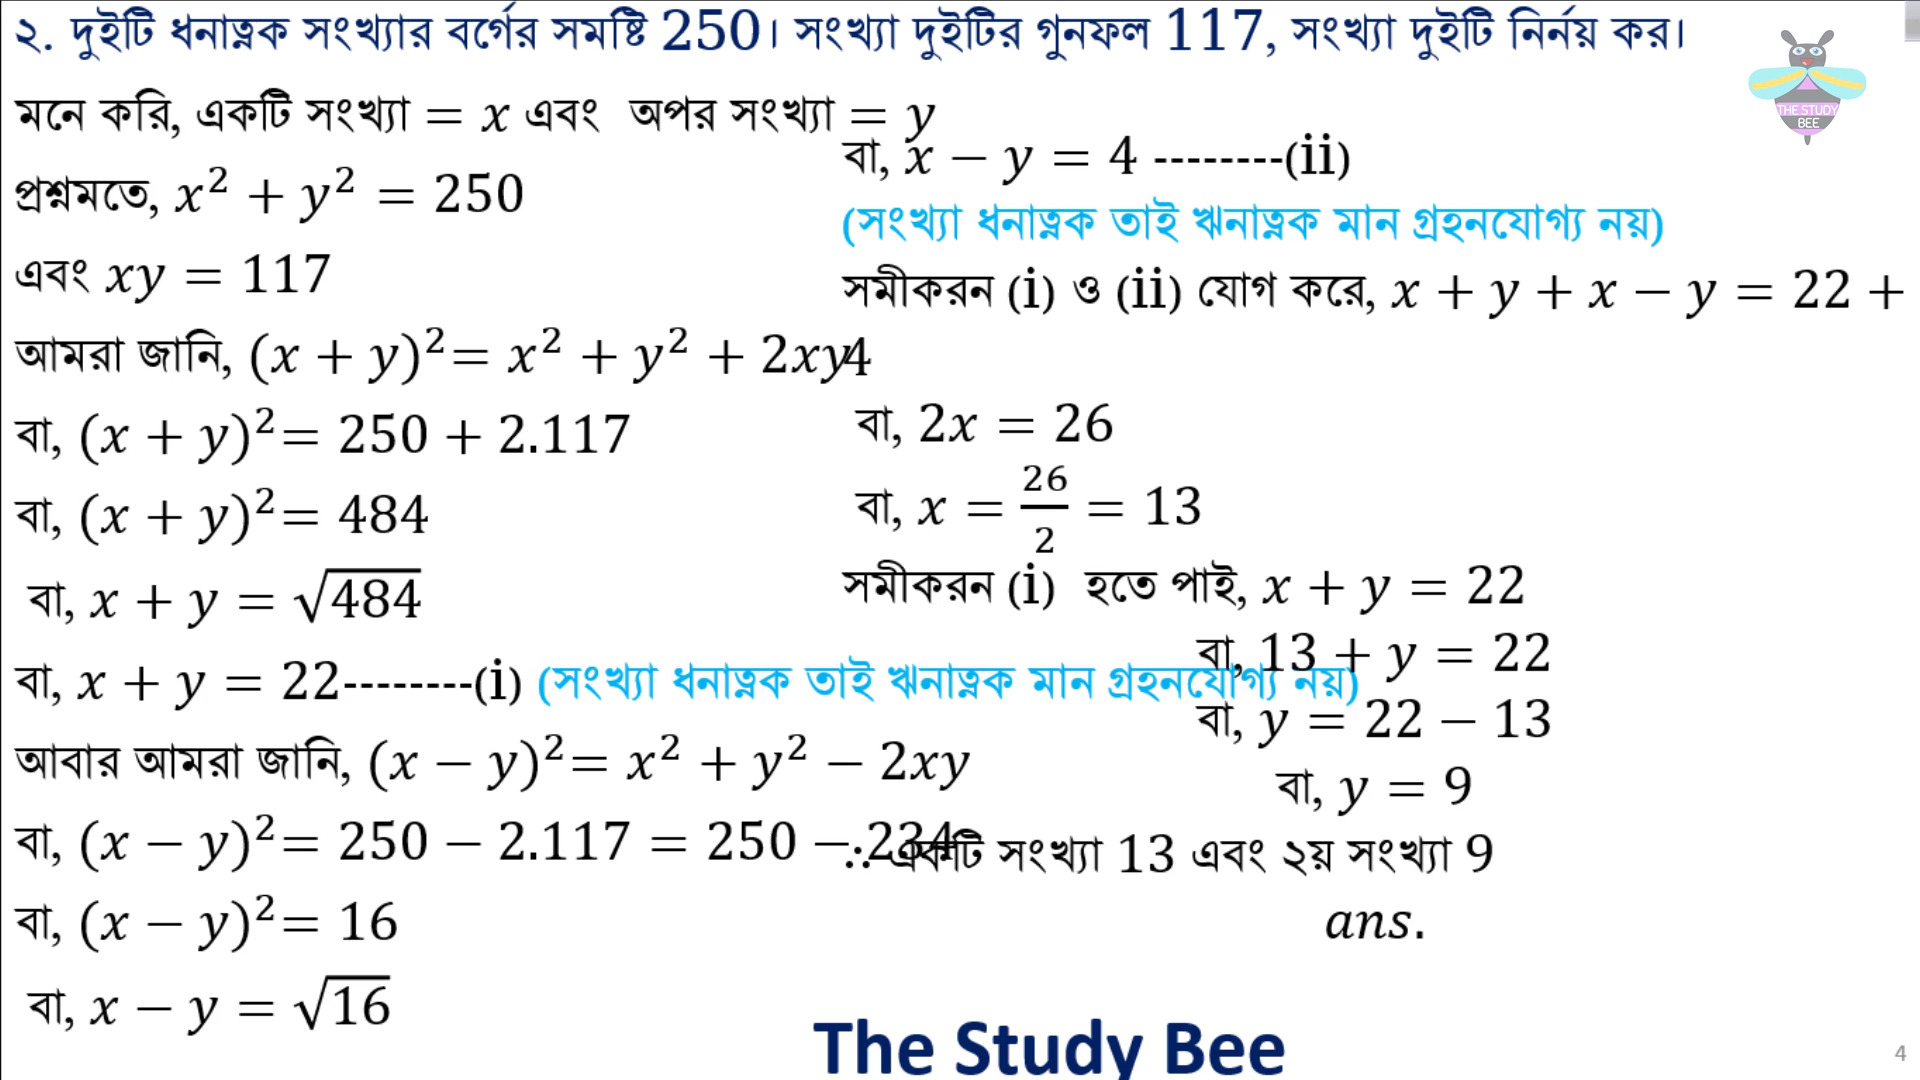 ২. দুইটি ধনাত্নক সংখ্যার বর্গের সমষ্টি 250। সংখ্যা দুইটির গুনফল 117, সংখ্যা দুইটি নির্নয় কর।
মনে করি, একটি সংখ্যা = x এবং অপর সংখ্যা = y
প্রশ্নমতে, x² + y² = 250
এবং xy = 117
আমরা জানি, (x + y)²= x² + y² + 2xy
বা, (x + y)²= 250 + 2.117
বা, (x + y)²= 484
বা, x + y = √484
বা, x + y = 22--------(i) (সংখ্যা ধনাত্নক তাই ঋনাত্নক মান গ্রহনযোগ্য নয়)
আবার আমরা জানি, (x − y)²= x² + y² − 2xy
বা, (x − y)²= 250 − 2.117 = 250 − 234
বা, (x − y)²= 16
বা, x − y = √16
বা, x − y = 4 --------(ii)
(সংখ্যা ধনাত্নক তাই ঋনাত্নক মান গ্রহনযোগ্য নয়)
সমীকরন (i) ও (ii) যোগ করে, x + y + x − y = 22 +
4
বা, 2x = 26
বা, x = 26/2 = 13
সমীকরন (i) হতে পাই, x + y = 22
বা, 13 + y = 22
বা, y = 22 − 13
বা, y = 9
∴ একটি সংখ্যা 13 এবং ২য় সংখ্যা 9
ans.
The Study Bee
4
THE STUDY
BEE